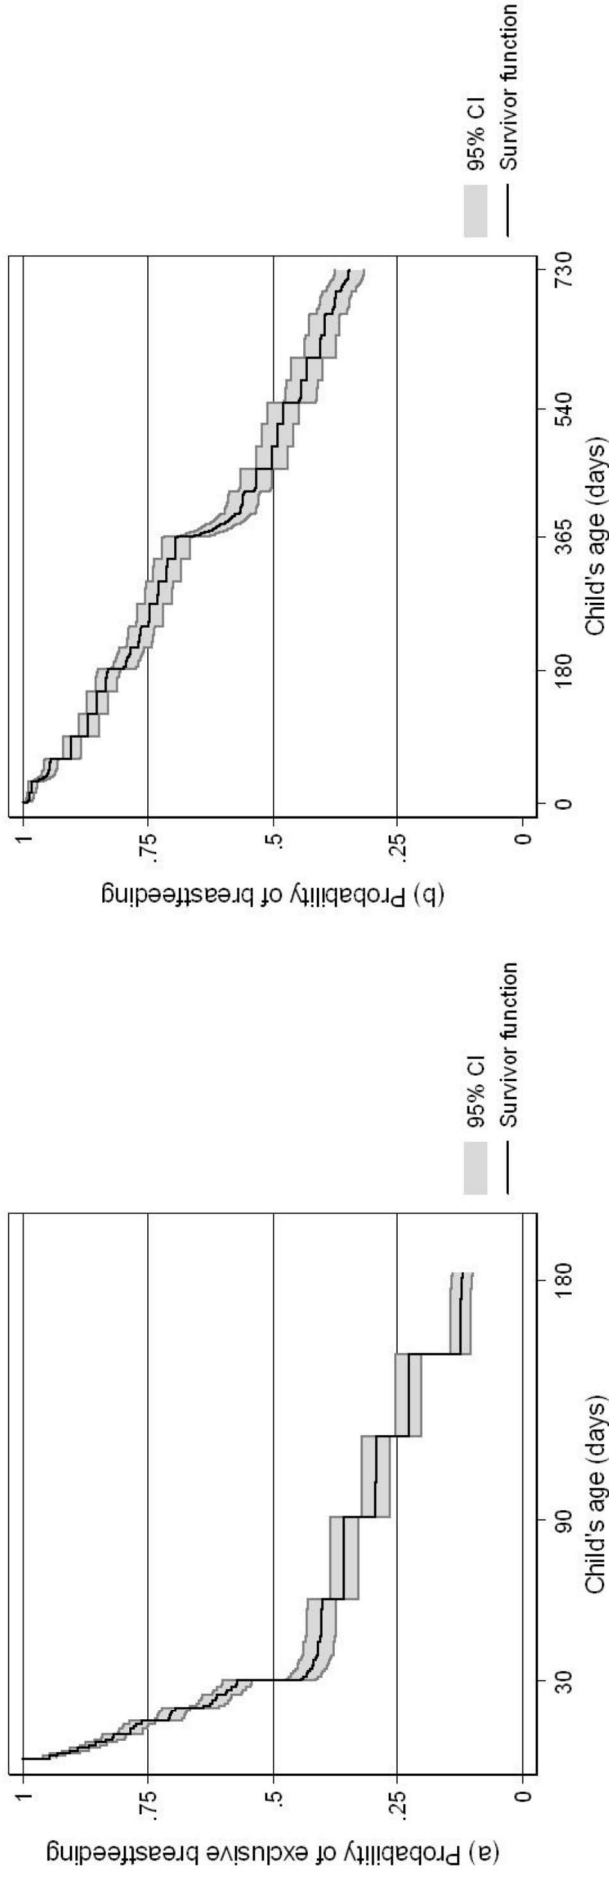 (a) Probability of exclusive breastfeeding
1
.75
.5
.25
0
30
90
180
Child's age (days)
95% CI
Survivor function
(b) Probability of breastfeeding
1
.75
.5
.25
0
0
180
365
540
730
Child's age (days)
95% CI
Survivor function